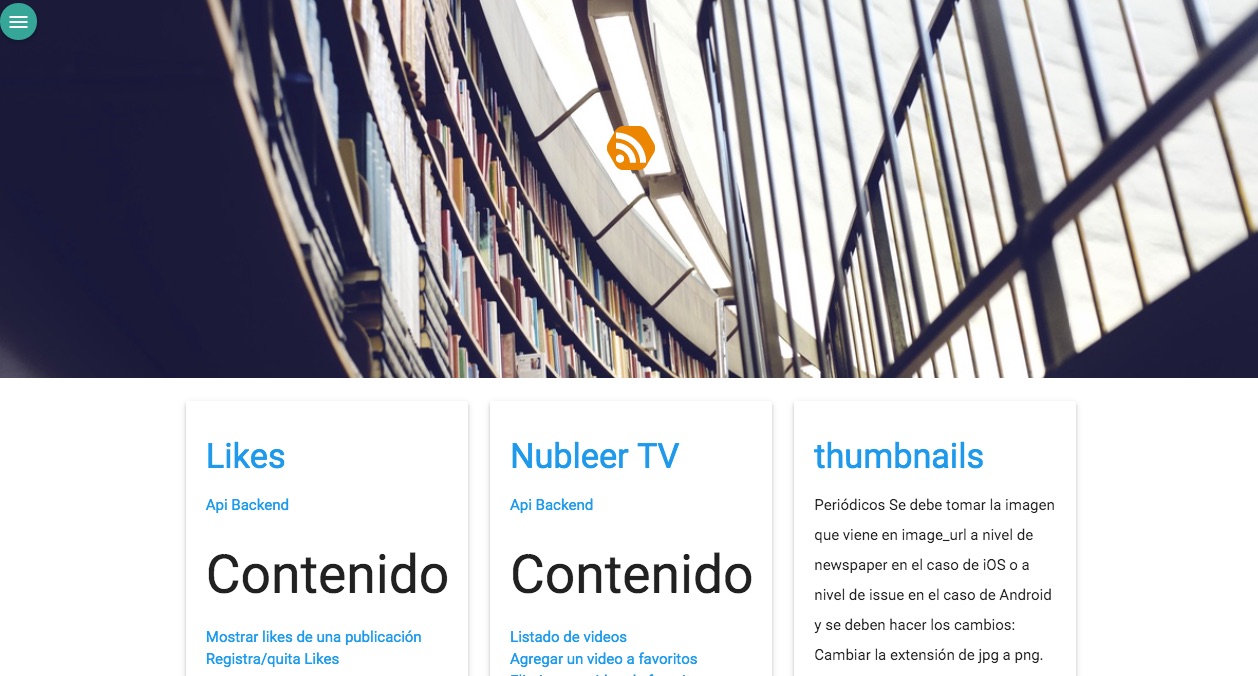 Likes
Api Backend
Contenido
Mostrar likes de una publicación
Registra/quita Likes
Nubleer TV
Api Backend
Contenido
Listado de videos
Agregar un video a favoritos
thumbnails
Periódicos Se debe tomar la imagen
que viene en image_url a nivel de
newspaper en el caso de iOS o a
nivel de issue en el caso de Android
y se deben hacer los cambios:
Cambiar la extensión de jpg a png.